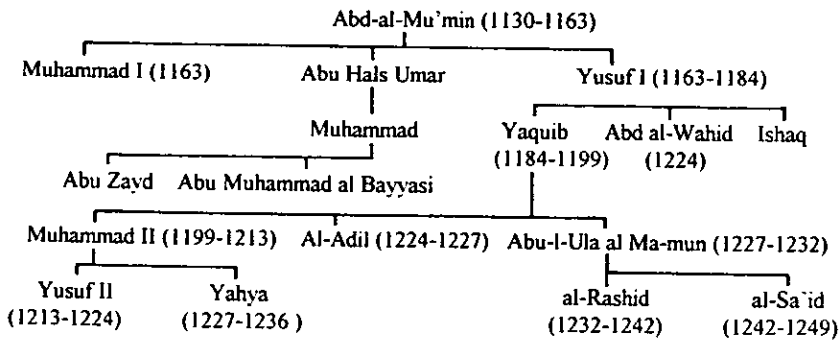 Abd-al-Mu'min (1130-1163)
Muhammad I (1163) Abu Hals Umar Yusuf I (1163-1184)
Muhammad Yaquib Abd al-Wahid Ishaq
(1184-1199) (1224)
Abu Zayd Abu Muhammad al Bayyasi
Muhammad II (1199-1213) Al-Adil (1224-1227) Abu-l-Ula al Ma-mun (1227-1232)
Yusuf II Yahya al-Rashid al-Sa`id
(1213-1224) (1227-1236 ) (1232-1242) (1242-1249)